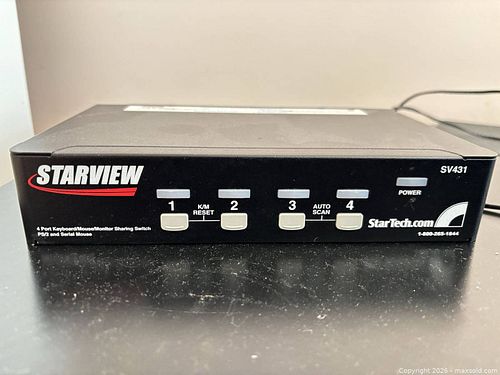 STARVIEW
SV431
POWER
1 K/M RESET 2 3 AUTO SCAN 4
StarTech.com
1-800-265-1844
4 Port Keyboard/Mouse/Monitor Sharing Switch
PS/2 and Serial Mouse
Copyright 2026 - maxsold.com